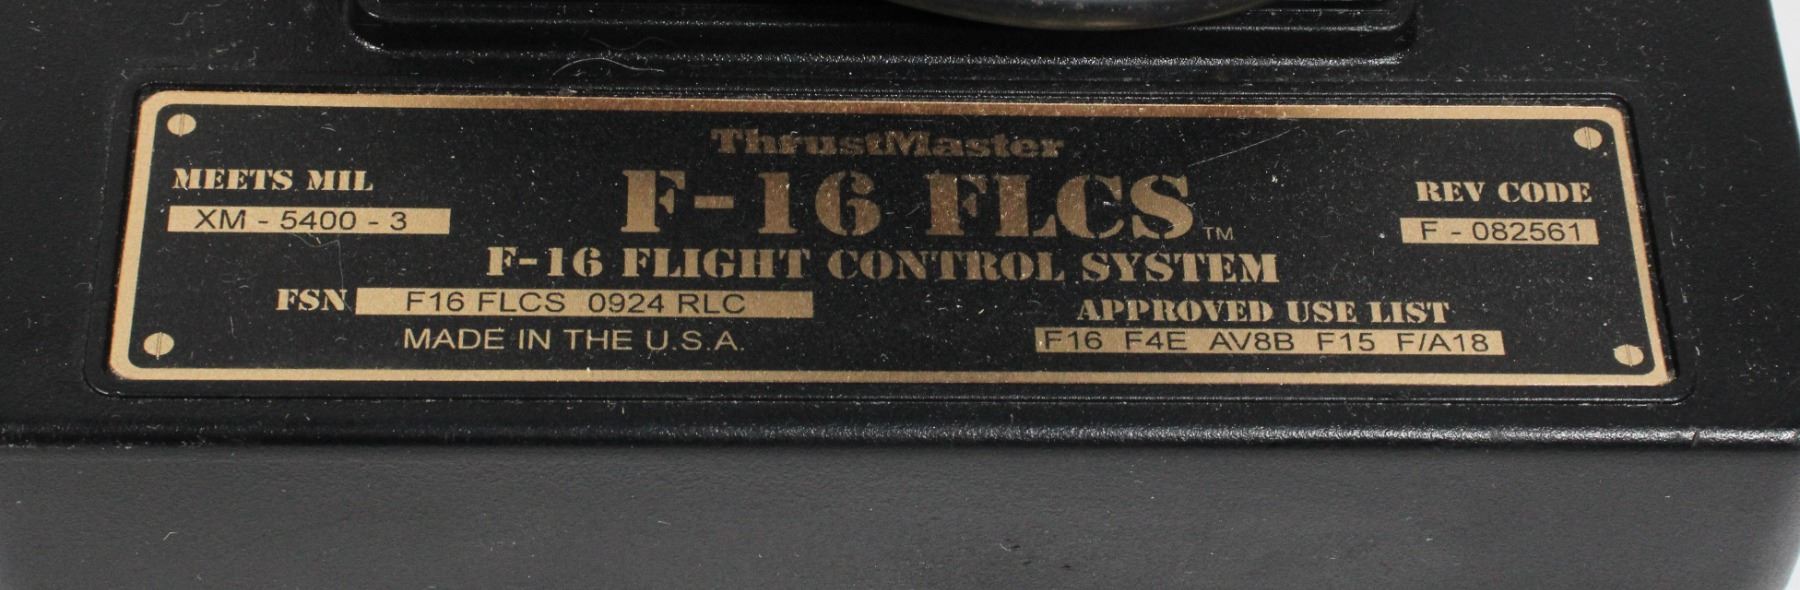 ThrustMaster
MEETS MIL
XM - 5400 - 3
F-16 FLCS™
REV CODE
F - 082561
F-16 FLIGHT CONTROL SYSTEM
FSN F16 FLCS 0924 RLC
APPROVED USE LIST
MADE IN THE U.S.A.
F16 F4E AV8B F15 F/A18